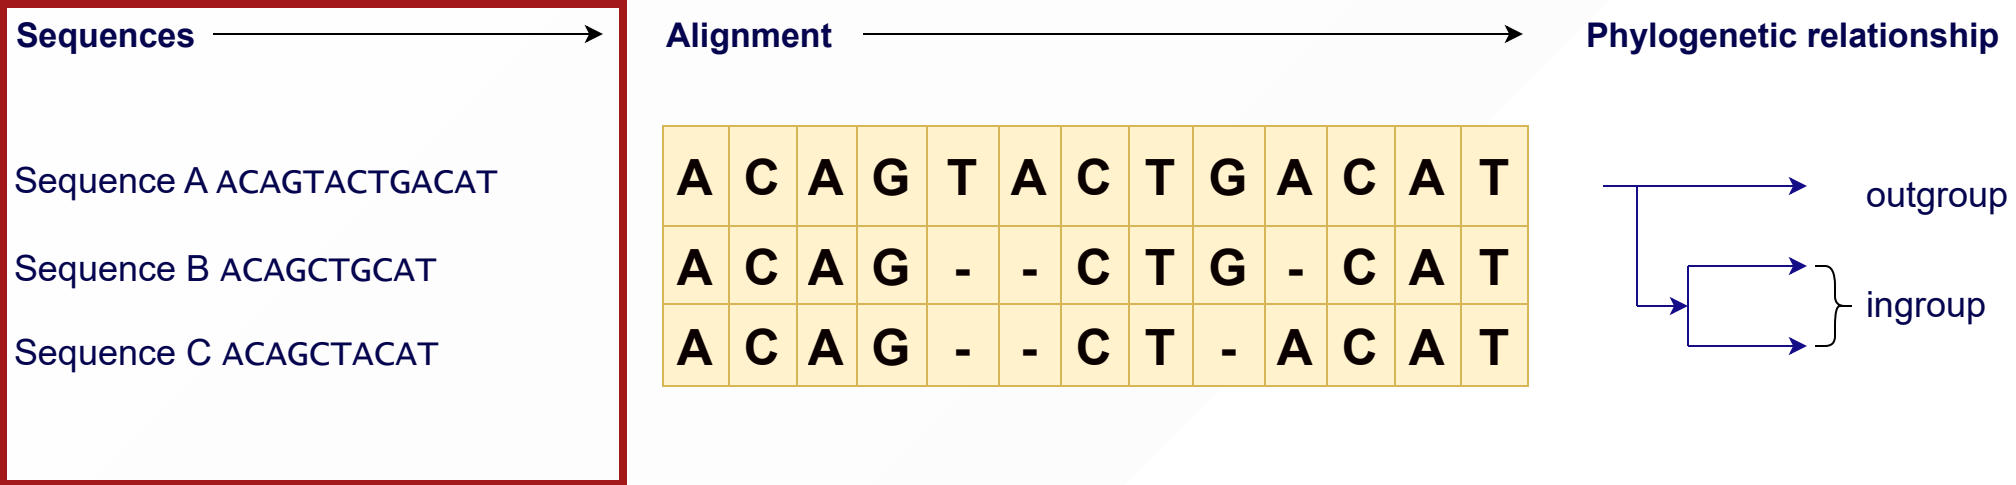 Sequences
Alignment
Phylogenetic relationship
Sequence A ACAGTACTGACAT
Sequence B ACAGCTGCAT
Sequence C ACAGCTACAT
A C A G T A C T G A C A T
A C A G - - C T G - C A T
A C A G - - C T - A C A T
outgroup
ingroup